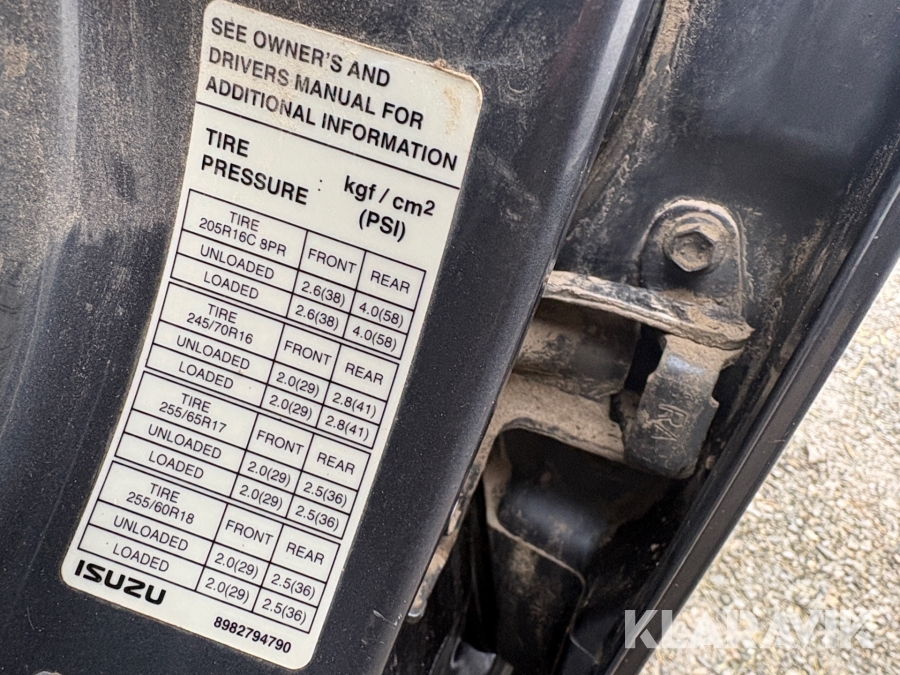 SEE OWNER'S AND
DRIVERS MANUAL FOR
ADDITIONAL INFORMATION
TIRE
PRESSURE : kgf / cm2
(PSI)
TIRE
205R16C 8PR FRONT REAR
UNLOADED 2.6(38) 4.0(58)
LOADED 2.6(38) 4.0(58)
TIRE
245/70R16 FRONT REAR
UNLOADED 2.0(29) 2.8(41)
LOADED 2.0(29) 2.8(41)
TIRE
255/65R17 FRONT REAR
UNLOADED 2.0(29) 2.5(36)
LOADED 2.0(29) 2.5(36)
TIRE
255/60R18 FRONT REAR
UNLOADED 2.0(29) 2.5(36)
LOADED 2.0(29) 2.5(36)
ISUZU
8982794790
RA
KLARAVIK